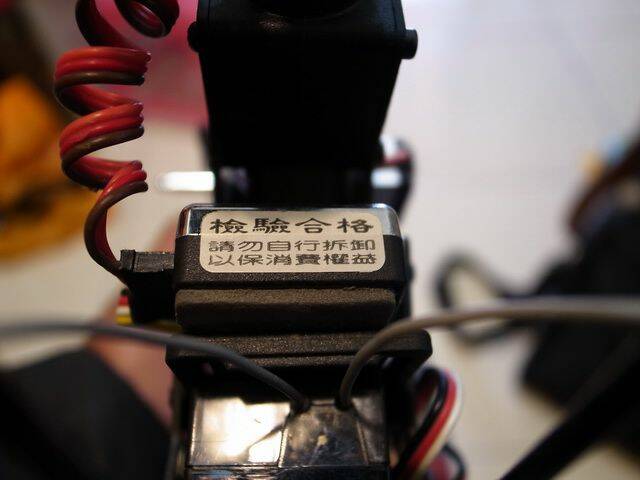 檢驗合格
請勿自行拆卸
以保消費權益